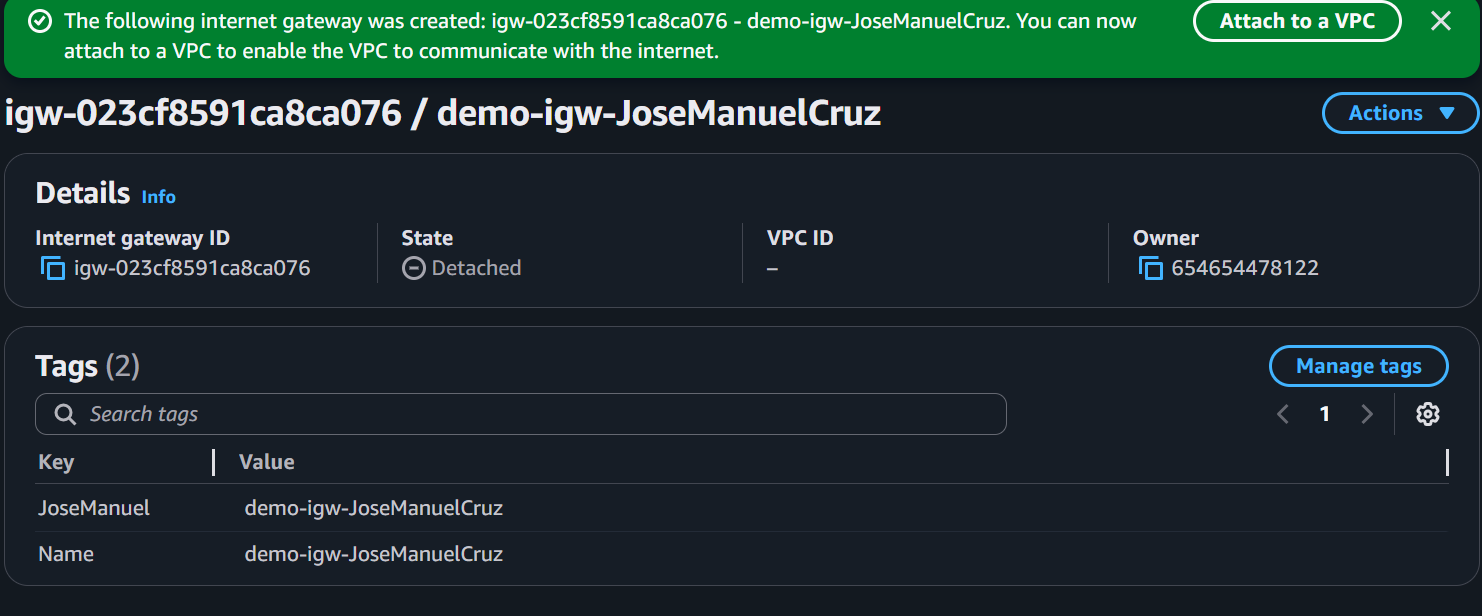 The following internet gateway was created: igw-023cf8591ca8ca076 - demo-igw-JoseManuelCruz. You can now
attach to a VPC to enable the VPC to communicate with the internet.
Attach to a VPC
igw-023cf8591ca8ca076 / demo-igw-JoseManuelCruz
Actions
Details Info
Internet gateway ID
igw-023cf8591ca8ca076
State
Detached
VPC ID
–
Owner
654654478122
Tags (2)
Manage tags
Search tags
1
Key Value
JoseManuel demo-igw-JoseManuelCruz
Name demo-igw-JoseManuelCruz